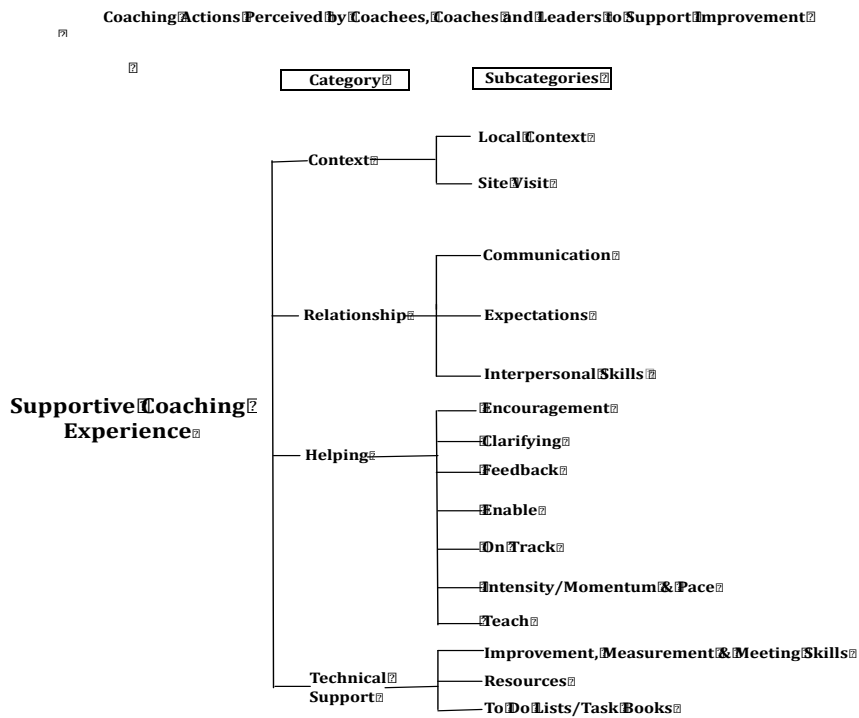 Coaching Actions Perceived by Coachees, Coaches and Leaders to Support Improvement
Category
Subcategories
Supportive Coaching
Experience
Context
Local Context
Site Visit
Relationship
Communication
Expectations
Interpersonal Skills
Helping
Encouragement
Clarifying
Feedback
Enable
On Track
Intensity/Momentum & Pace
Teach
Technical
Support
Improvement, Measurement & Meeting Skills
Resources
To Do Lists/Task Books